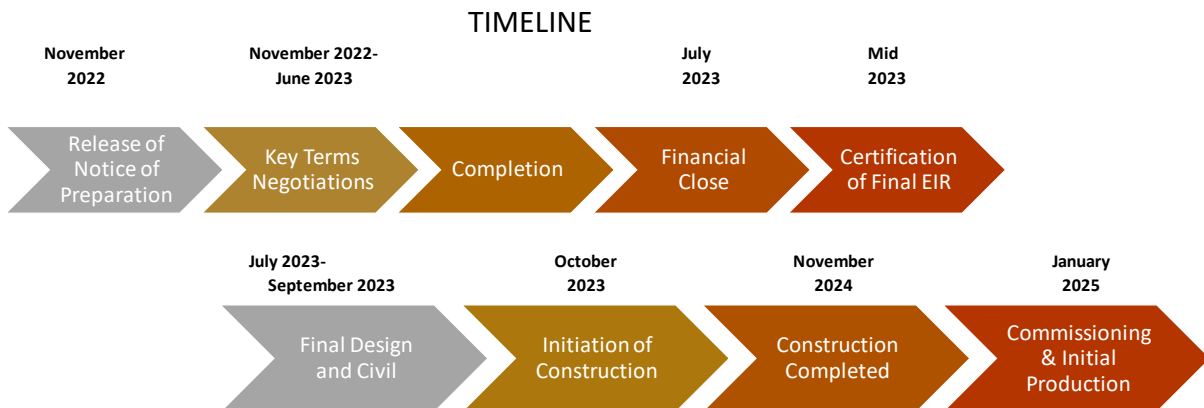 TIMELINE
November
2022
November 2022-
June 2023
July
2023
Mid
2023
Release of
Notice of
Preparation
Key Terms
Negotiations
Completion
Financial
Close
Certification
of Final EIR
July 2023-
September 2023
October
2023
November
2024
January
2025
Final Design
and Civil
Initiation of
Construction
Construction
Completed
Commissioning
& Initial
Production